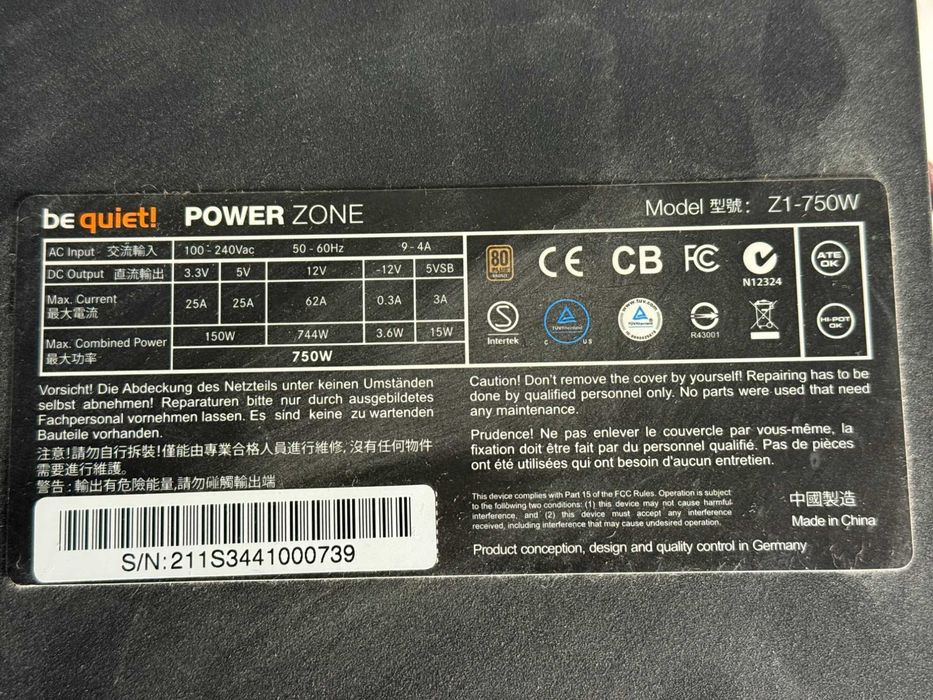 be quiet! POWER ZONE
Model 型號： Z1-750W
AC Input 交流輸入 100 - 240Vac 50 - 60Hz 9 - 4A
DC Output 直流輸出 3.3V 5V 12V -12V 5VSB
Max. Current 最大電流 25A 25A 62A 0.3A 3A
Max. Combined Power 最大功率 150W 744W 3.6W 15W
750W
80 PLUS BRONZE
CE CB FC N12324
ATE OK
S Intertek
TÜVRheinland C US
www.tuv.com TÜVRheinland
R43001
HI-POT OK
Vorsicht! Die Abdeckung des Netzteils unter keinen Umständen
selbst abnehmen! Reparaturen bitte nur durch ausgebildetes
Fachpersonal vornehmen lassen. Es sind keine zu wartenden
Bauteile vorhanden.
注意!請勿自行拆裝!僅能由專業合格人員進行維修, 沒有任何物件
需要進行維護。
警告 : 輸出有危險能量,請勿碰觸輸出端
Caution! Don't remove the cover by yourself! Repairing has to be
done by qualified personnel only. No parts were used that need
any maintenance.
Prudence! Ne pas enlever le couvercle par vous-même, la
fixation doit être fait par du personnel qualifié. Pas de pièces
ont été utilisées qui ont besoin d'aucun entretien.
This device complies with Part 15 of the FCC Rules. Operation is subject
to the following two conditions: (1) this device may not cause harmful
interference, and (2) this device must accept any interference
received, including interference that may cause undesired operation.
中國製造
Made in China
Product conception, design and quality control in Germany
S/N: 211S3441000739